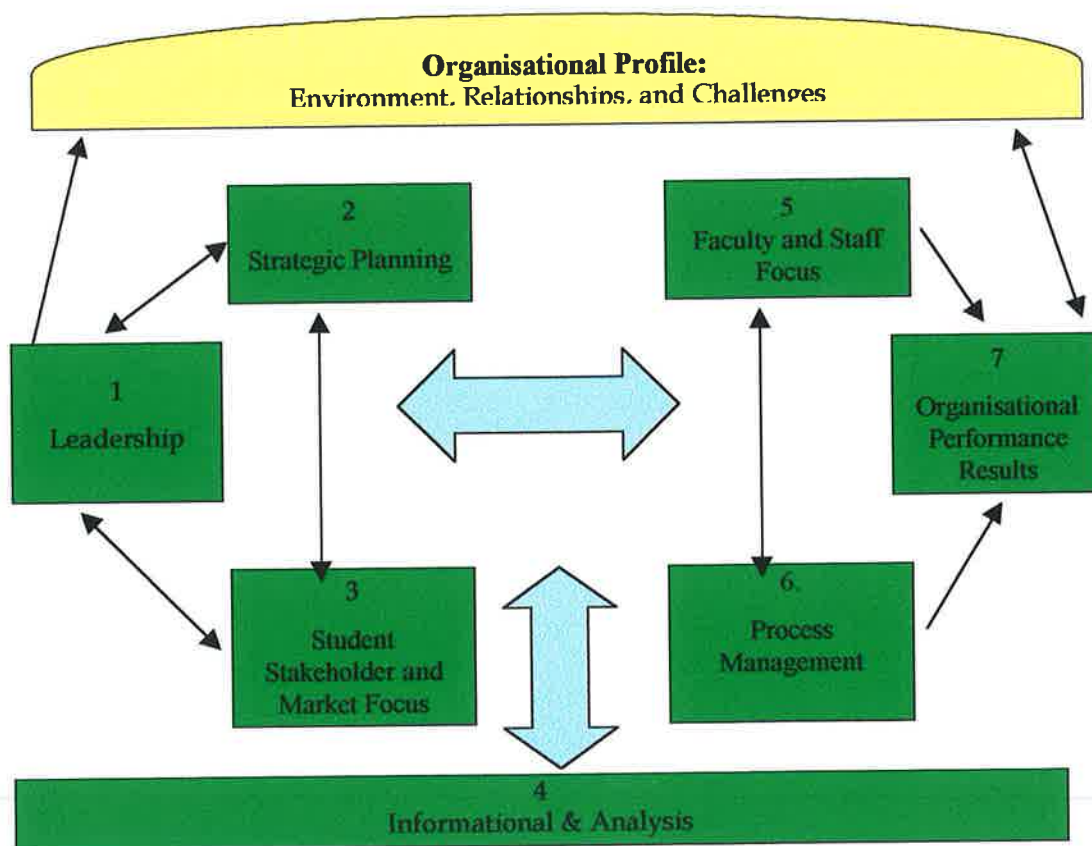 Organisational Profile:
Environment, Relationships, and Challenges
2
Strategic Planning
5
Faculty and Staff
Focus
1
Leadership
7
Organisational
Performance
Results
3
Student
Stakeholder and
Market Focus
6.
Process
Management
4
Informational & Analysis